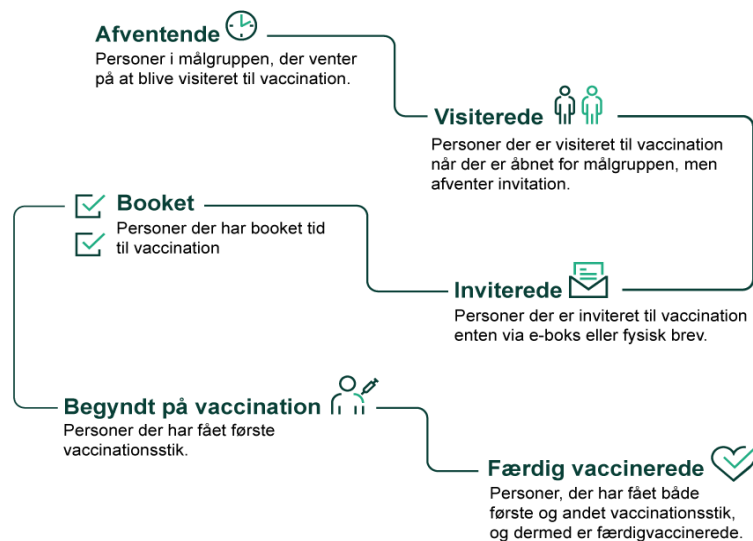 Afventende
Personer i målgruppen, der venter
på at blive visiteret til vaccination.
Visiterede
Personer der er visiteret til vaccination
når der er åbnet for målgruppen, men
afventer invitation.
Inviterede
Personer der er inviteret til vaccination
enten via e-boks eller fysisk brev.
Booket
Personer der har booket tid
til vaccination
Begyndt på vaccination
Personer der har fået første
vaccinationsstik.
Færdig vaccinerede
Personer, der har fået både
første og andet vaccinationsstik,
og dermed er færdigvaccinerede.